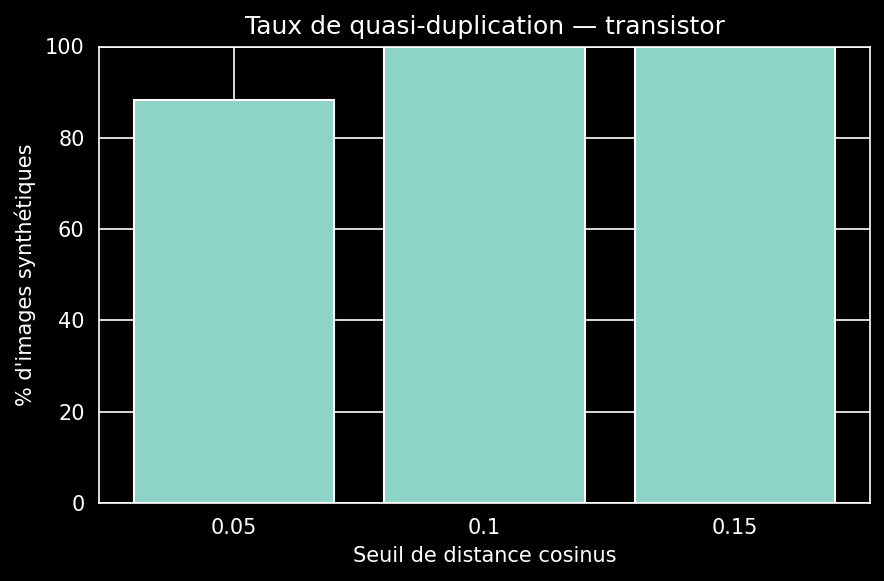 Taux de quasi-duplication — transistor
% d'images synthétiques
100
80
60
40
20
0
0.05 0.1 0.15
Seuil de distance cosinus